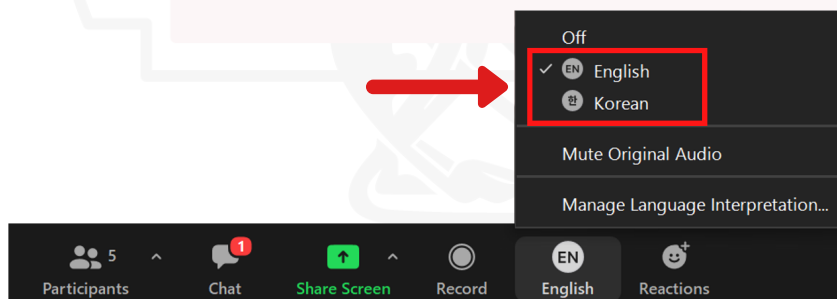 Off
EN English
한 Korean
Mute Original Audio
Manage Language Interpretation...
5 1 EN
Participants Chat Share Screen Record English Reactions